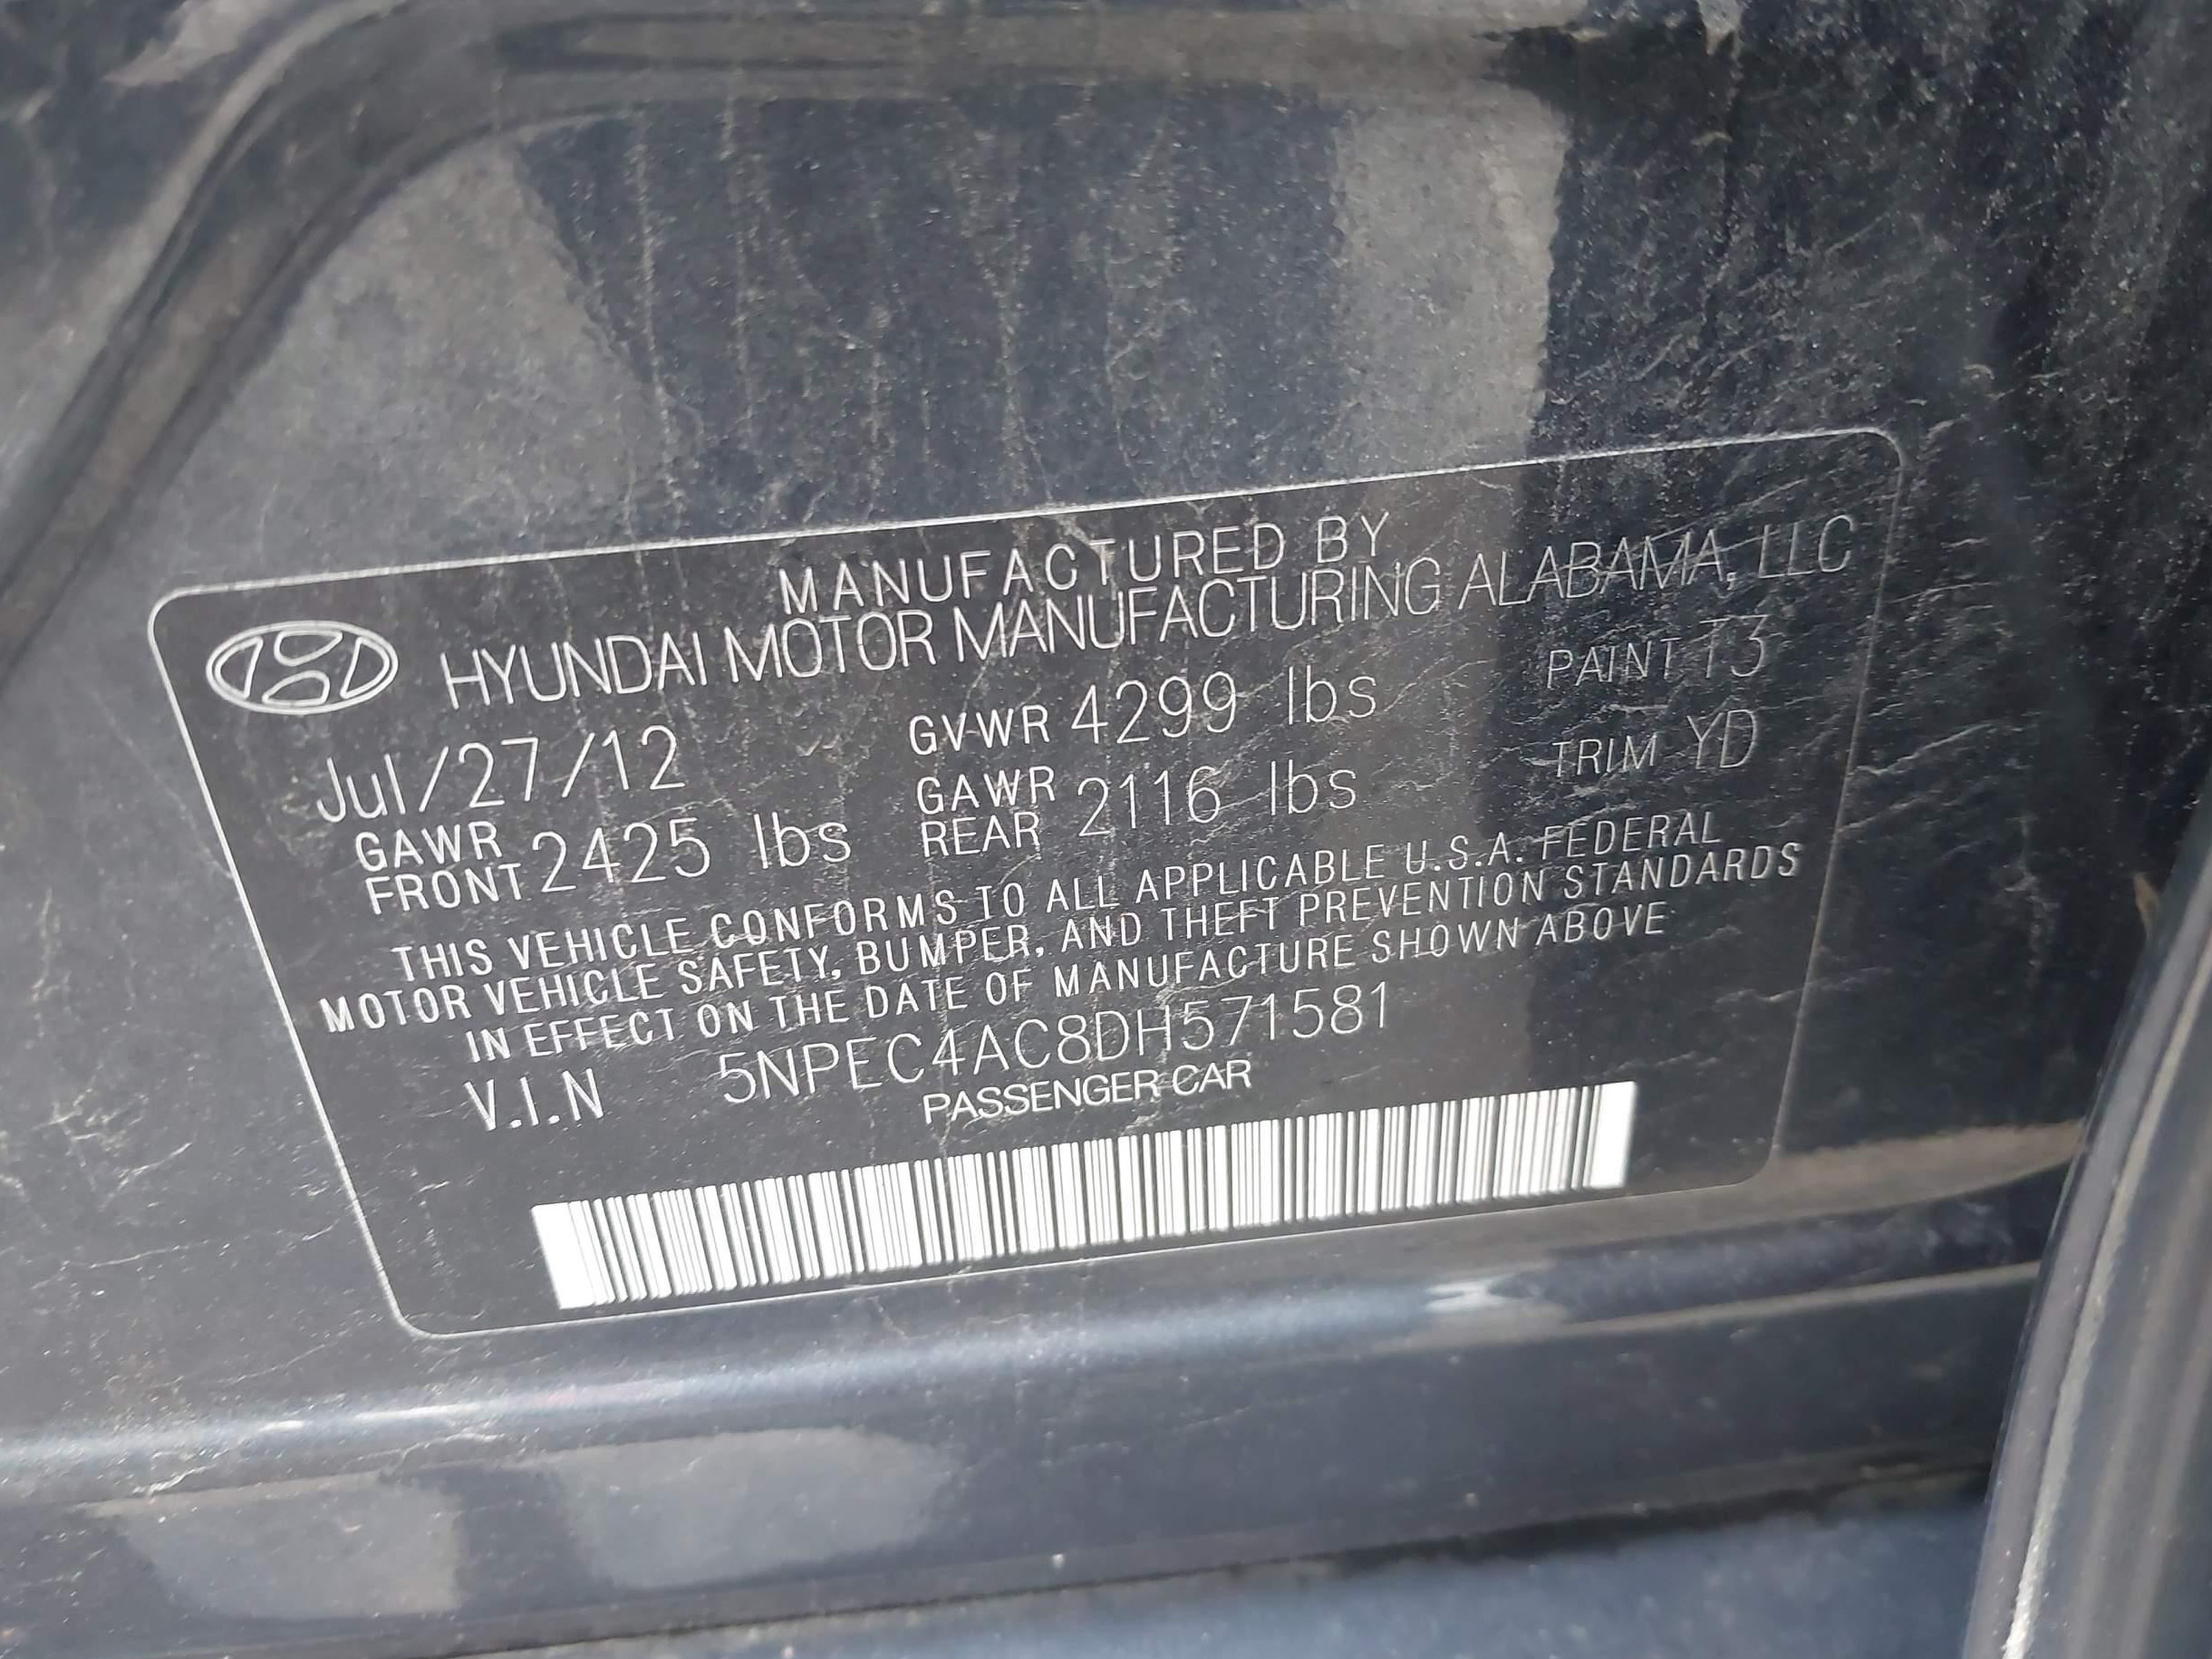 MANUFACTURED BY
HYUNDAI MOTOR MANUFACTURING ALABAMA, LLC
Jul/27/12 GVWR 4299 lbs PAINT T3
GAWR FRONT 2425 lbs GAWR REAR 2116 lbs TRIM YD
THIS VEHICLE CONFORMS TO ALL APPLICABLE U.S.A. FEDERAL
MOTOR VEHICLE SAFETY, BUMPER, AND THEFT PREVENTION STANDARDS
IN EFFECT ON THE DATE OF MANUFACTURE SHOWN ABOVE
V.I.N 5NPEC4AC8DH571581
PASSENGER CAR